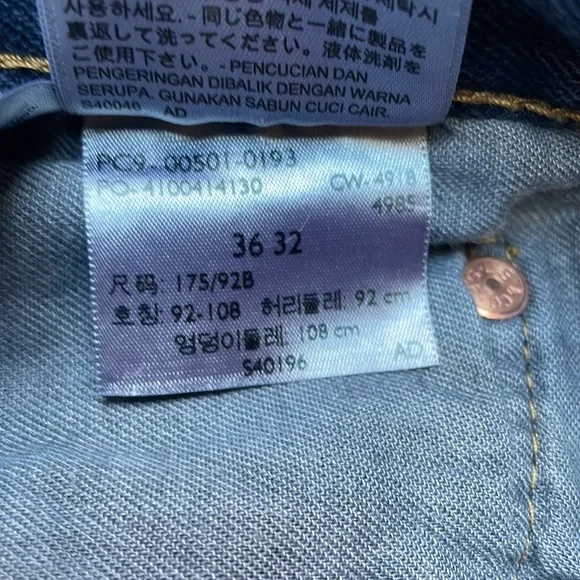 사용하세요. - 同じ色物と一緒に製品を
裏返して洗ってください。液体洗剤を
ご使用下さい。- PENCUCIAN DAN
PENGERINGAN DIBALIK DENGAN WARNA
SERUPA. GUNAKAN SABUN CUCI CAIR.
S40046 AD
PC9-00501-0193
PO-4100414130 CW-4918
4985
36 32
尺码: 175/92B
호칭: 92-108 허리둘레: 92 cm
엉덩이둘레: 108 cm
S40196 AD